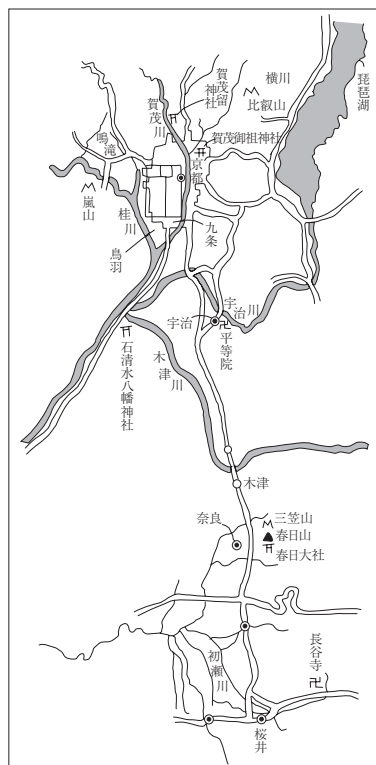 琵琶湖
横川
比叡山
賀茂留
神社
賀茂川
賀茂御祖神社
鳴滝
京都
嵐山
桂川
九条
鳥羽
宇治川
宇治
平等院
石清水八幡神社
木津川
木津
奈良
三笠山
春日山
春日大社
初瀬川
長谷寺
桜井